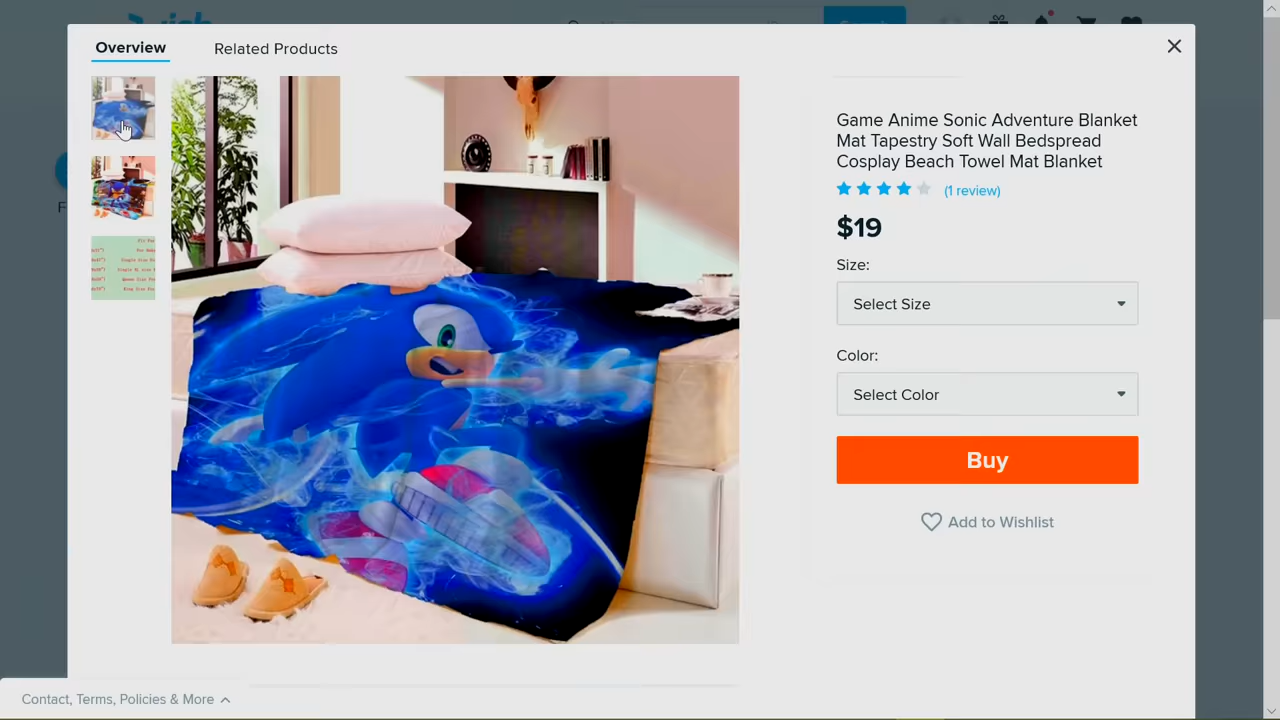 Overview
Related Products
Game Anime Sonic Adventure Blanket
Mat Tapestry Soft Wall Bedspread
Cosplay Beach Towel Mat Blanket
(1 review)
$19
Size:
Select Size
Color:
Select Color
Buy
Add to Wishlist
Contact, Terms, Policies & More